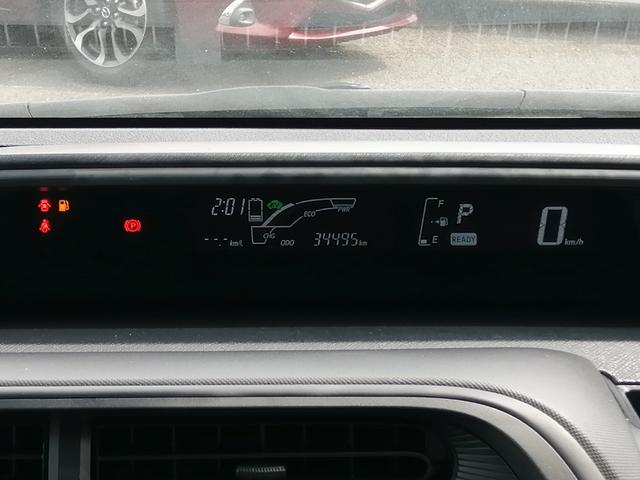 2:01
ECO
PWR
CHG
--.- km/L
ODO 34495 km
F
E
P
READY
0 km/h
(P)